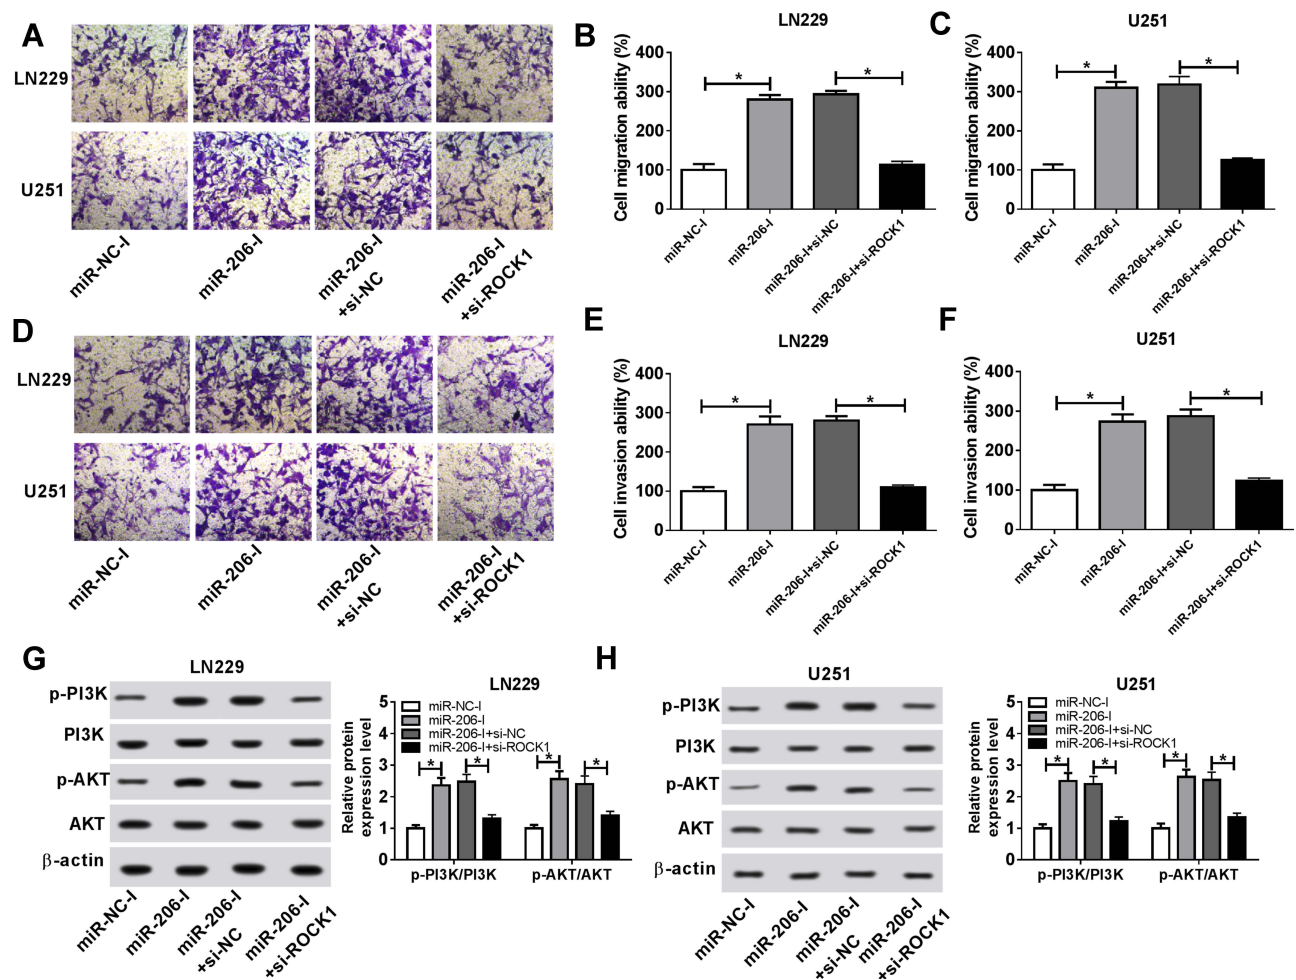 A
LN229
U251
miR-NC-I
miR-206-I
miR-206-I
+si-NC
miR-206-I
+si-ROCK1
B
LN229
Cell migration ability (%)
400
300
200
100
0
*
*
miR-NC-I
miR-206-I
miR-206-I+si-NC
miR-206-I+si-ROCK1
C
U251
Cell migration ability (%)
400
300
200
100
0
*
*
miR-NC-I
miR-206-I
miR-206-I+si-NC
miR-206-I+si-ROCK1
D
LN229
U251
miR-NC-I
miR-206-I
miR-206-I
+si-NC
miR-206-I
+si-ROCK1
E
LN229
Cell invasion ability (%)
400
300
200
100
0
*
*
miR-NC-I
miR-206-I
miR-206-I+si-NC
miR-206-I+si-ROCK1
F
U251
Cell invasion ability (%)
400
300
200
100
0
*
*
miR-NC-I
miR-206-I
miR-206-I+si-NC
miR-206-I+si-ROCK1
G
LN229
p-PI3K
PI3K
p-AKT
AKT
β-actin
miR-NC-I
miR-206-I
miR-206-I
+si-NC
miR-206-I
+si-ROCK1
LN229
Relative protein
expression level
5
4
3
2
1
0
miR-NC-I
miR-206-I
miR-206-I+si-NC
miR-206-I+si-ROCK1
*
*
*
*
p-PI3K/PI3K
p-AKT/AKT
H
U251
p-PI3K
PI3K
p-AKT
AKT
β-actin
miR-NC-I
miR-206-I
miR-206-I
+si-NC
miR-206-I
+si-ROCK1
U251
Relative protein
expression level
5
4
3
2
1
0
miR-NC-I
miR-206-I
miR-206-I+si-NC
miR-206-I+si-ROCK1
*
*
*
*
p-PI3K/PI3K
p-AKT/AKT